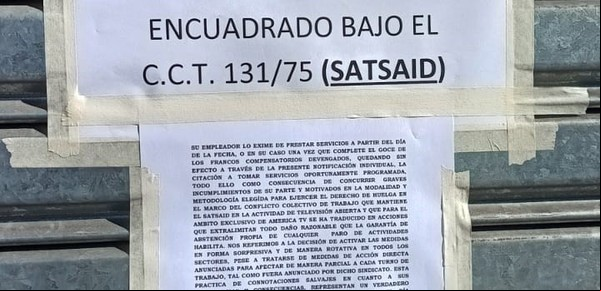 ENCUADRADO BAJO EL
C.C.T. 131/75 (SATSAID)
SU EMPLEADOR LO EXIME DE PRESTAR SERVICIOS A PARTIR DEL DÍA
DE LA FECHA, O EN SU CASO UNA VEZ QUE COMPLETE EL GOCE DE
LOS FRANCOS COMPENSATORIOS DEVENGADOS, QUEDANDO SIN
EFECTO A TRAVÉS DE LA PRESENTE NOTIFICACIÓN INDIVIDUAL, LA
CITACIÓN A TOMAR SERVICIOS OPORTUNAMENTE PROGRAMADA,
TODO ELLO COMO CONSECUENCIA DE CONCURRIR GRAVES
INCUMPLIMIENTOS DE SU PARTE Y MOTIVADOS EN LA MODALIDAD Y
METODOLOGÍA ELEGIDA PARA EJERCER EL DERECHO DE HUELGA EN
EL MARCO DEL CONFLICTO COLECTIVO DE TRABAJO QUE MANTIENE
EL SATSAID EN LA ACTIVIDAD DE TELEVISIÓN ABIERTA Y QUE PARA EL
AMBITO EXCLUSIVO DE AMERICA TV SE HA TRADUCIDO EN ACCIONES
QUE EXTRALIMITAN TODO DAÑO RAZONABLE QUE LA GARANTÍA DE
ABSTENCIÓN PROPIA DE CUALQUIER PARO DE ACTIVIDADES
HABILITA. NOS REFERIMOS A LA DECISIÓN DE ACTIVAR LAS MEDIDAS
EN FORMA SORPRESIVA Y DE MANERA ROTATIVA EN TODOS LOS
SECTORES, PESE A TRATARSE DE MEDIDAS DE ACCIÓN DIRECTA
ANUNCIADAS PARA AFECTAR DE MANERA PARCIAL A CADA TURNO DE
TRABAJO, TAL COMO FUERA ANUNCIADO POR DICHO SINDICATO. ESTA
PRACTICA DE CONNOTACIONES SALVAJES EN CUANTO A SUS
CONSECUENCIAS, REPRESENTAN UN VERDADERO